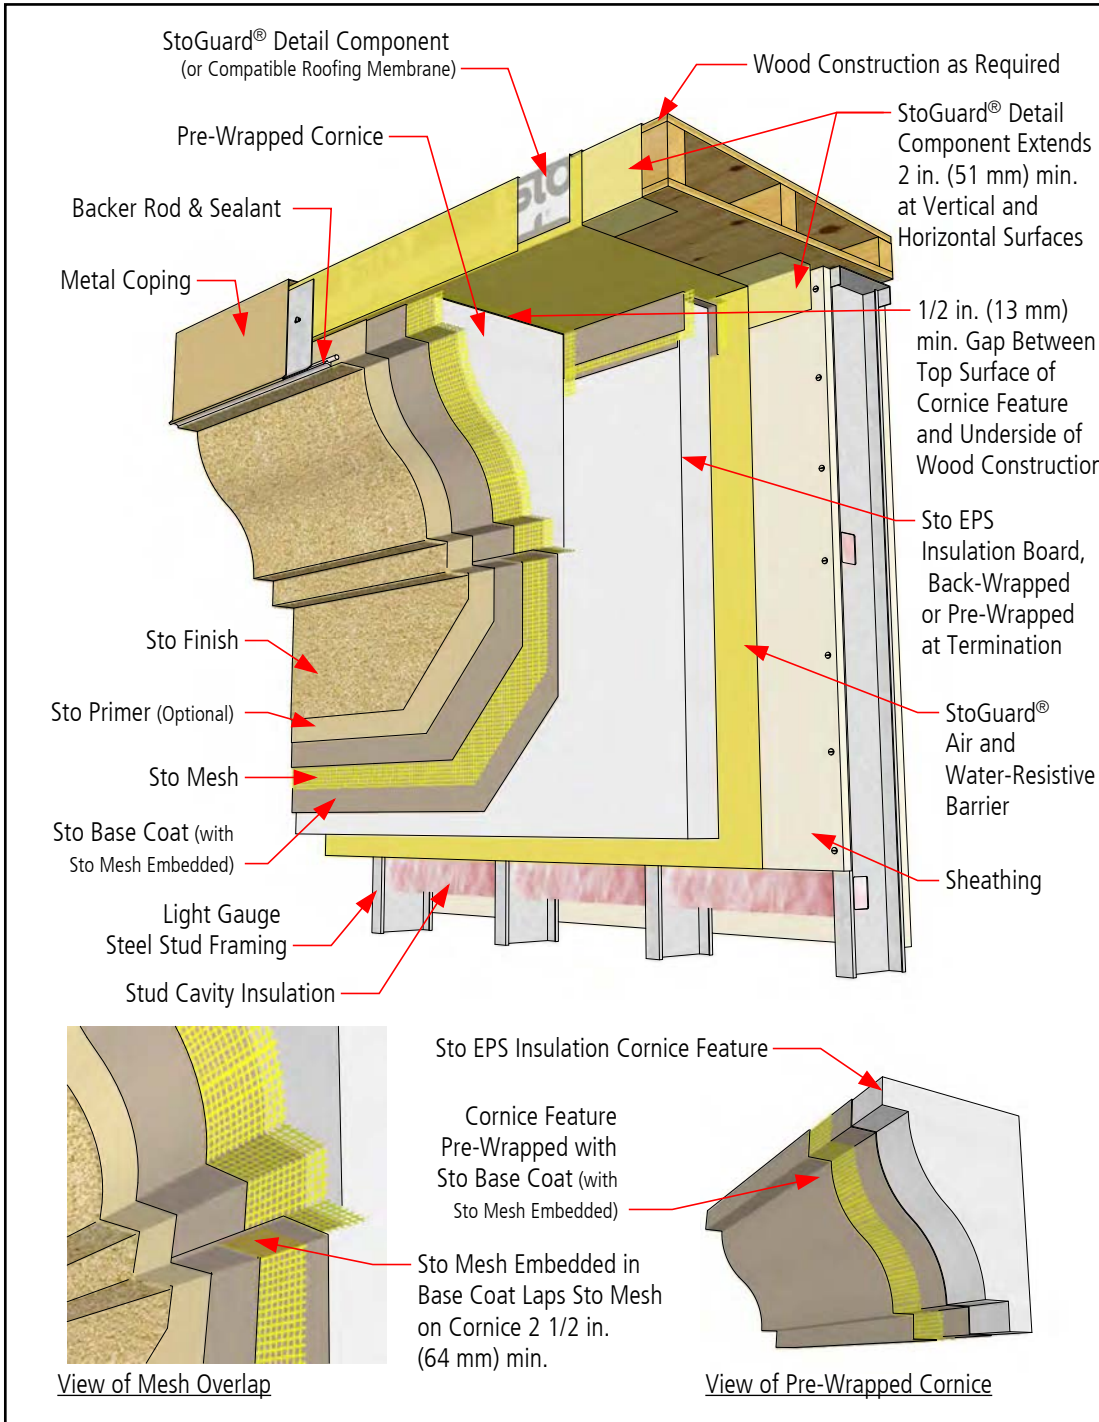 StoGuard® Detail Component
(or Compatible Roofing Membrane)
Wood Construction as Required
Pre-Wrapped Cornice
StoGuard® Detail
Component Extends
2 in. (51 mm) min.
at Vertical and
Horizontal Surfaces
sto
Backer Rod & Sealant
Metal Coping
1/2 in. (13 mm)
min. Gap Between
Top Surface of
Cornice Feature
and Underside of
Wood Construction
Sto EPS
Insulation Board,
Back-Wrapped
or Pre-Wrapped
at Termination
Sto Finish
Sto Primer (Optional)
StoGuard®
Air and
Water-Resistive
Barrier
Sto Mesh
Sto Base Coat (with
Sto Mesh Embedded)
Sheathing
Light Gauge
Steel Stud Framing
Stud Cavity Insulation
Sto EPS Insulation Cornice Feature
Cornice Feature
Pre-Wrapped with
Sto Base Coat (with
Sto Mesh Embedded)
Sto Mesh Embedded in
Base Coat Laps Sto Mesh
on Cornice 2 1/2 in.
(64 mm) min.
View of Mesh Overlap
View of Pre-Wrapped Cornice